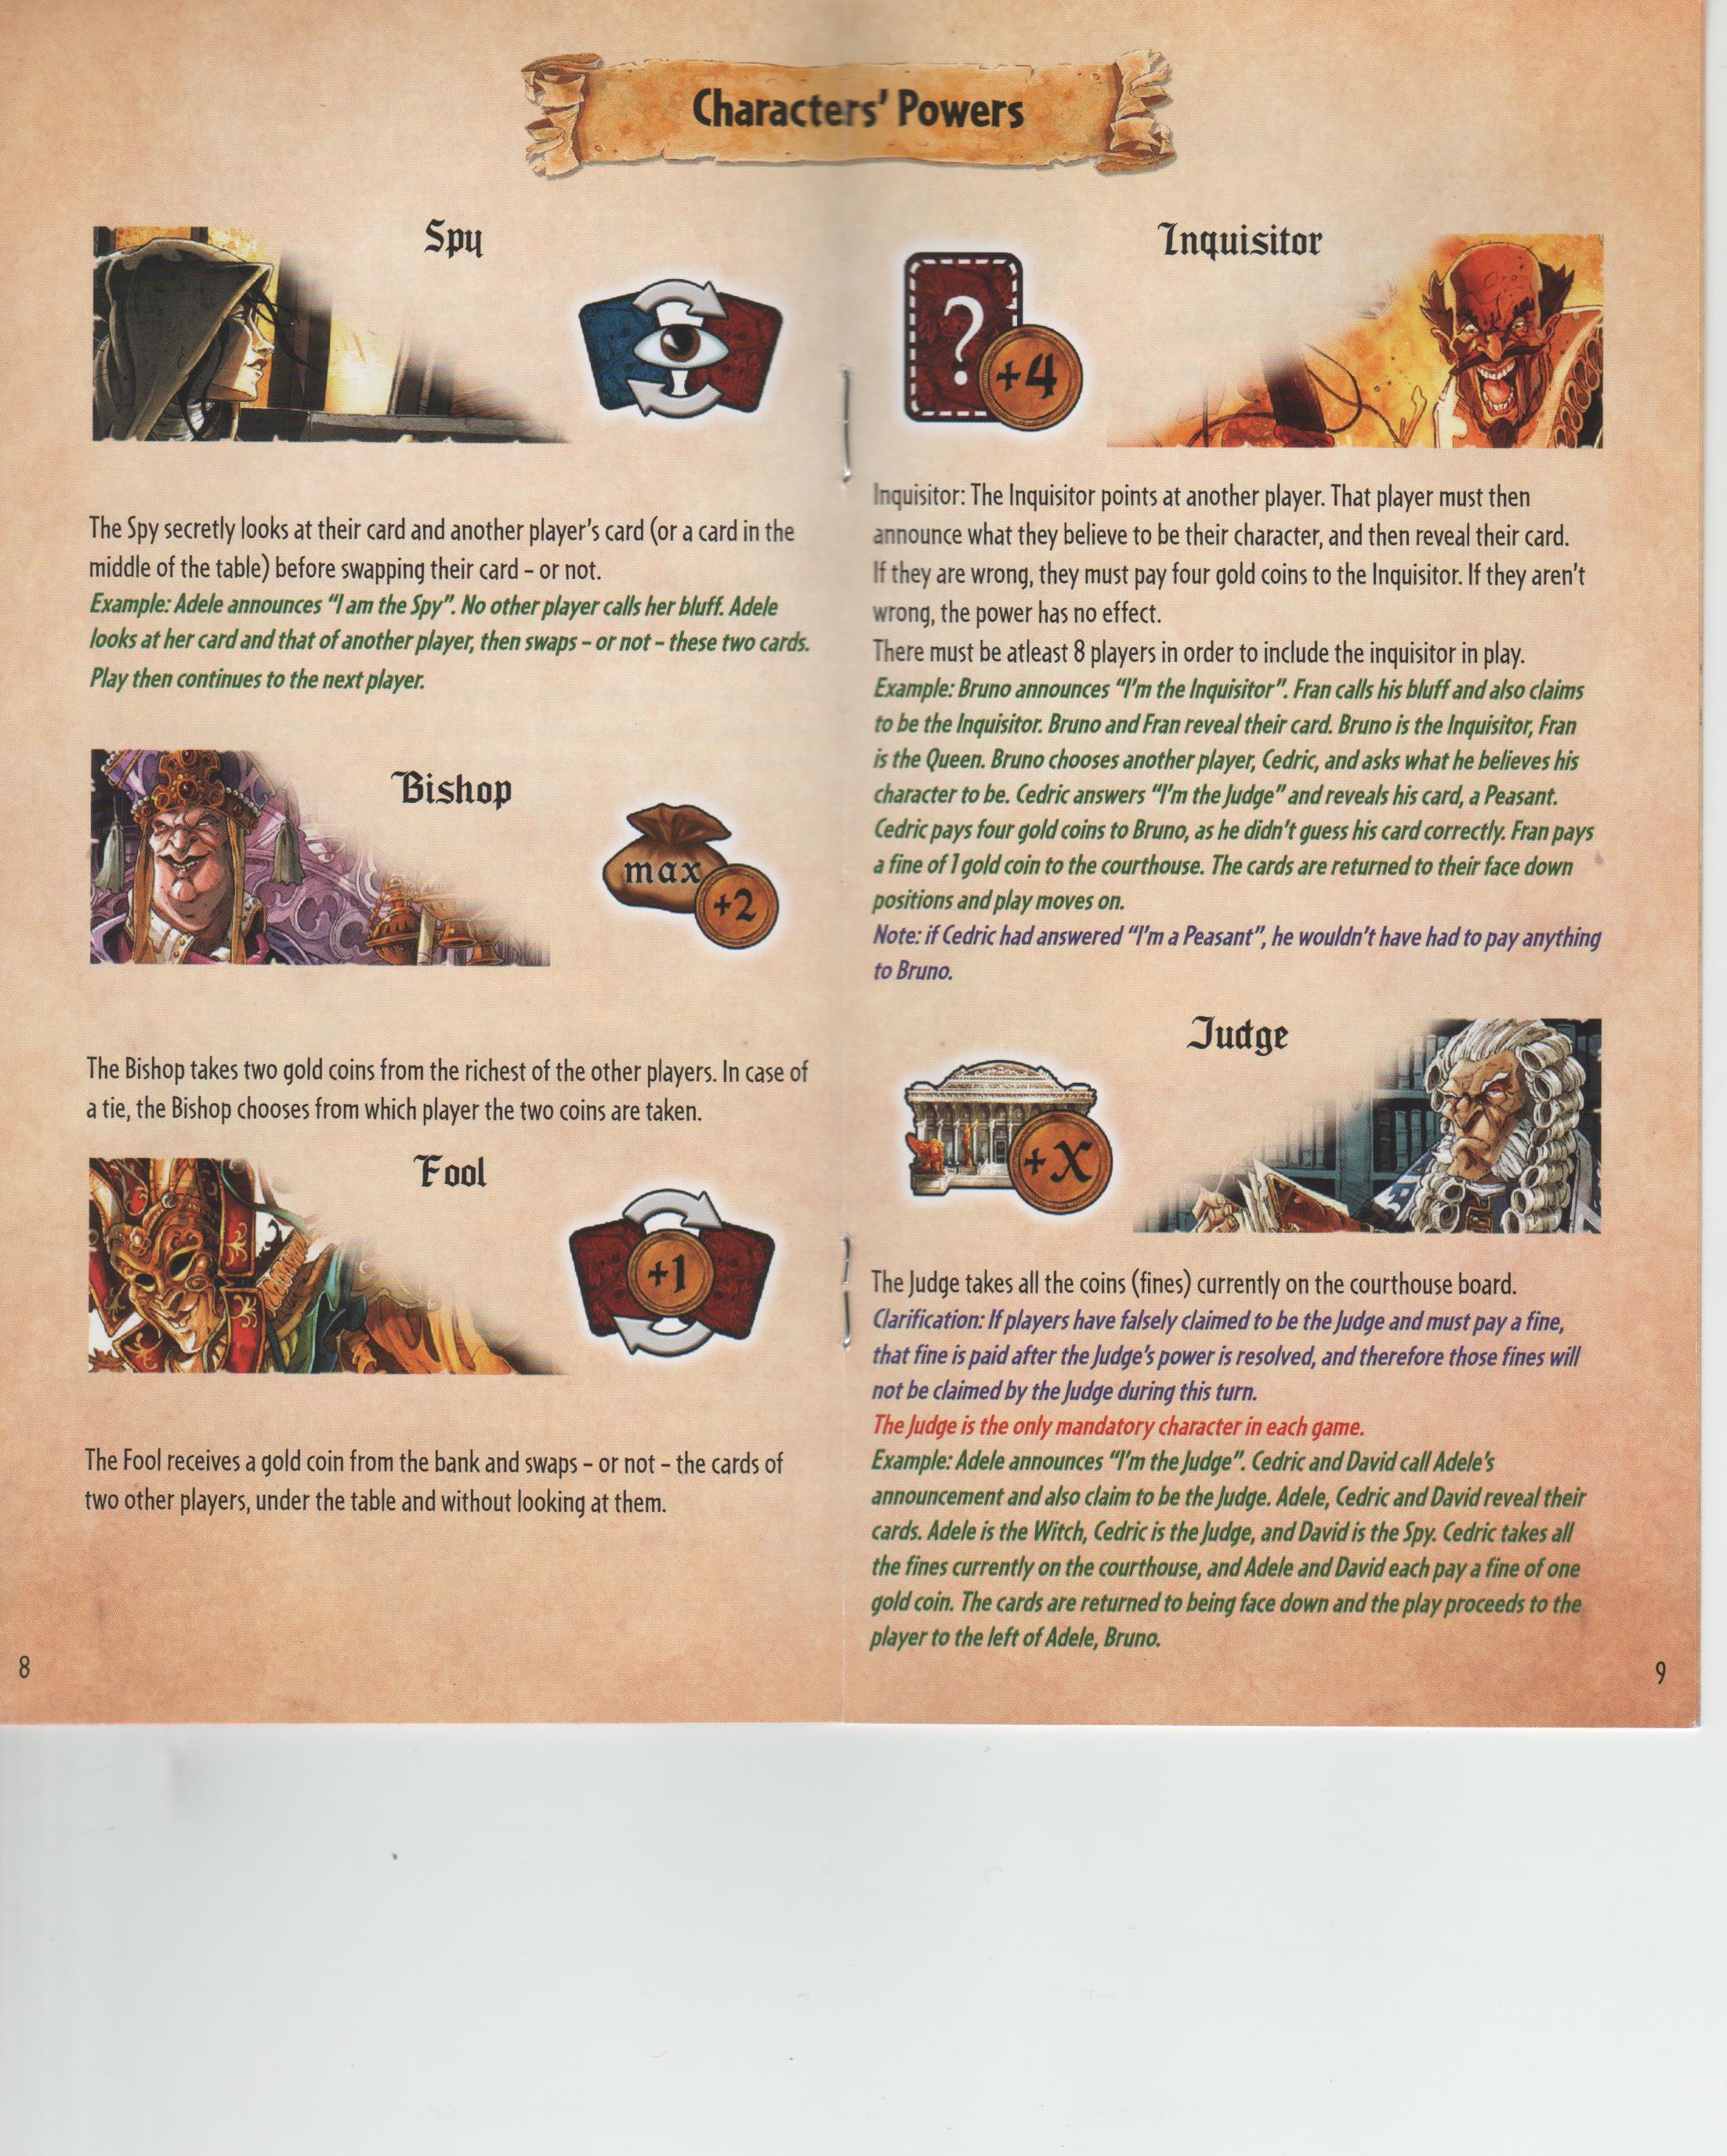 Characters' Powers
Spy
The Spy secretly looks at their card and another player's card (or a card in the
middle of the table) before swapping their card – or not.
Example: Adele announces “I am the Spy”. No other player calls her bluff. Adele
looks at her card and that of another player, then swaps – or not – these two cards.
Play then continues to the next player.
Bishop
max
+2
The Bishop takes two gold coins from the richest of the other players. In case of
a tie, the Bishop chooses from which player the two coins are taken.
Fool
+1
The Fool receives a gold coin from the bank and swaps – or not – the cards of
two other players, under the table and without looking at them.
8
Inquisitor
?
+4
Inquisitor: The Inquisitor points at another player. That player must then
announce what they believe to be their character, and then reveal their card.
If they are wrong, they must pay four gold coins to the Inquisitor. If they aren't
wrong, the power has no effect.
There must be atleast 8 players in order to include the inquisitor in play.
Example: Bruno announces “I'm the Inquisitor”. Fran calls his bluff and also claims
to be the Inquisitor. Bruno and Fran reveal their card. Bruno is the Inquisitor, Fran
is the Queen. Bruno chooses another player, Cedric, and asks what he believes his
character to be. Cedric answers “I'm the Judge” and reveals his card, a Peasant.
Cedric pays four gold coins to Bruno, as he didn't guess his card correctly. Fran pays
a fine of 1 gold coin to the courthouse. The cards are returned to their face down
positions and play moves on.
Note: if Cedric had answered “I'm a Peasant”, he wouldn't have had to pay anything
to Bruno.
Judge
+X
The Judge takes all the coins (fines) currently on the courthouse board.
Clarification: If players have falsely claimed to be the Judge and must pay a fine,
that fine is paid after the Judge's power is resolved, and therefore those fines will
not be claimed by the Judge during this turn.
The Judge is the only mandatory character in each game.
Example: Adele announces “I'm the Judge”. Cedric and David call Adele's
announcement and also claim to be the Judge. Adele, Cedric and David reveal their
cards. Adele is the Witch, Cedric is the Judge, and David is the Spy. Cedric takes all
the fines currently on the courthouse, and Adele and David each pay a fine of one
gold coin. The cards are returned to being face down and the play proceeds to the
player to the left of Adele, Bruno.
9